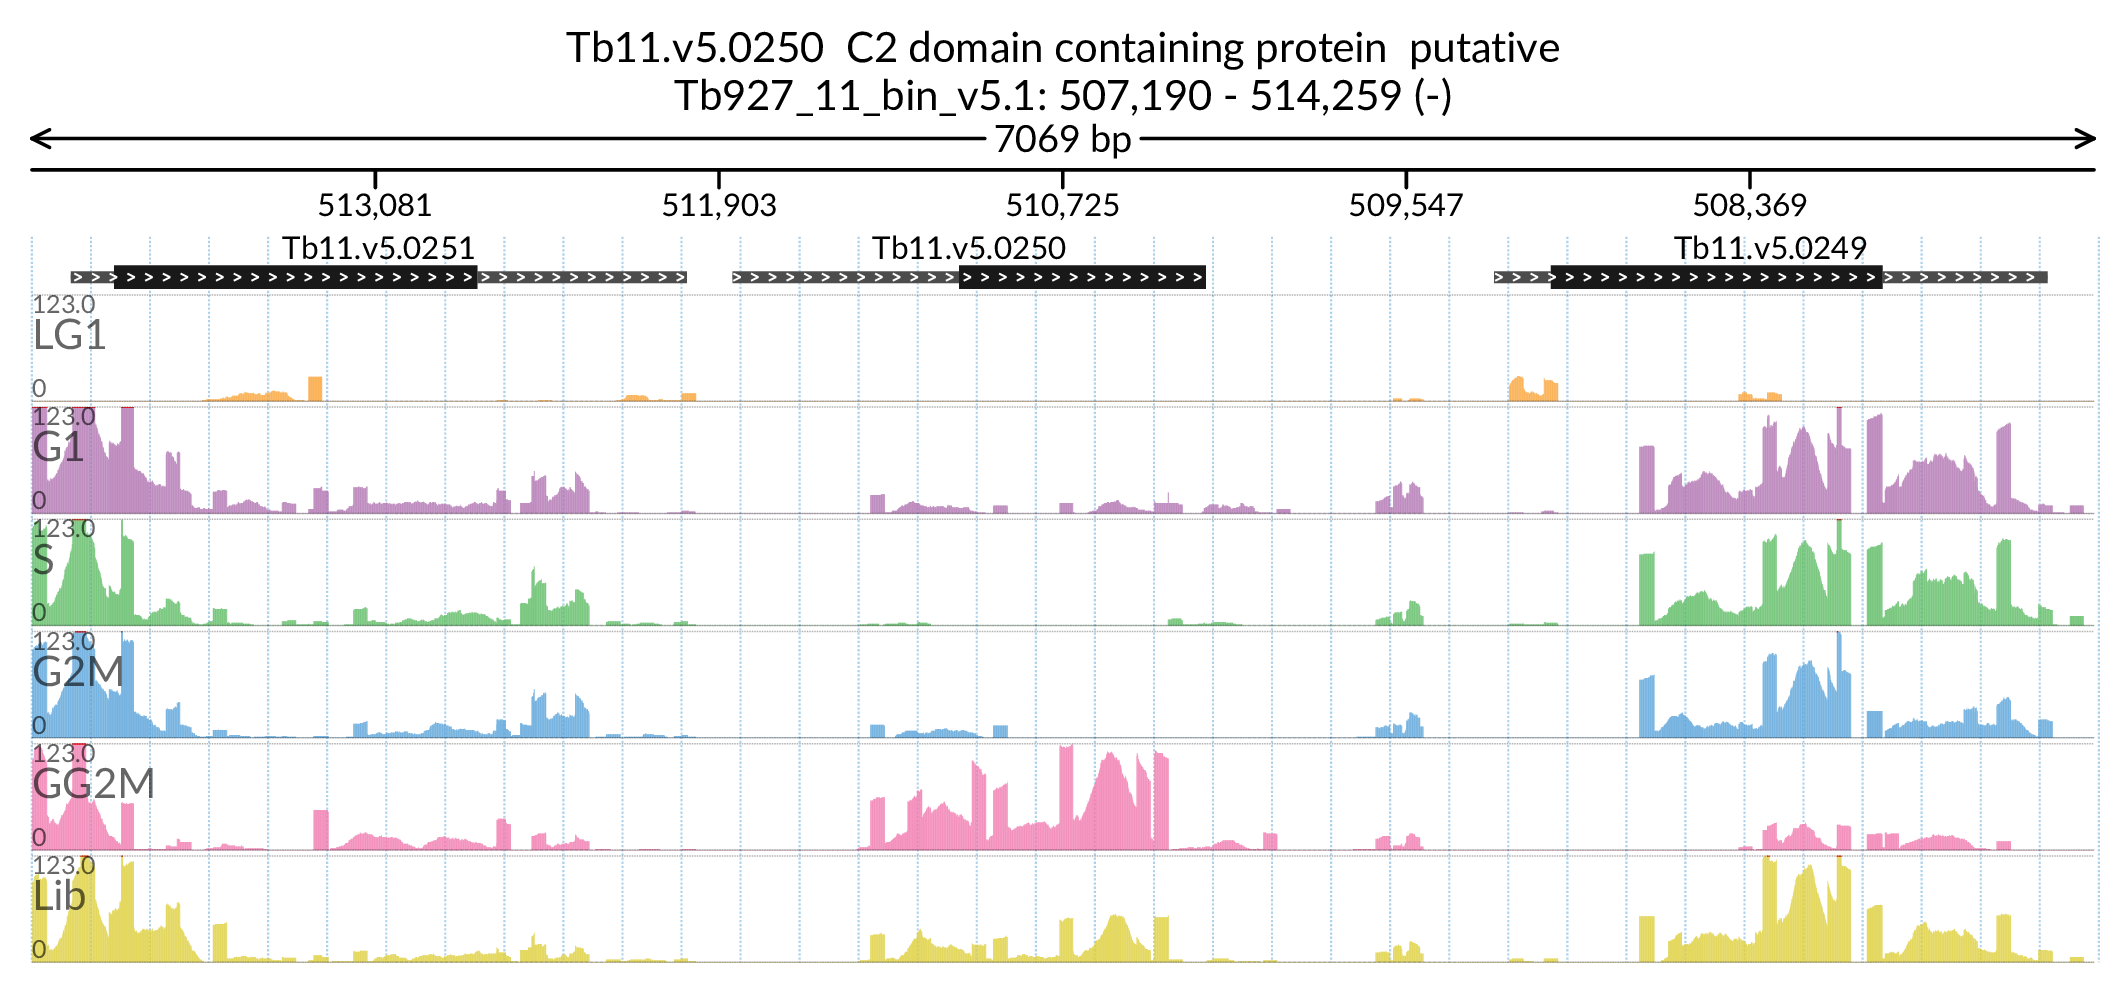 Tb11.v5.0250 C2 domain containing protein putative
Tb927_11_bin_v5.1: 507,190 - 514,259 (-)
7069 bp
513,081 511,903 510,725 509,547 508,369
Tb11.v5.0251 Tb11.v5.0250 Tb11.v5.0249
123.0
LG1
0
123.0
G1
0
123.0
S
0
123.0
G2M
0
123.0
GG2M
0
123.0
Lib
0